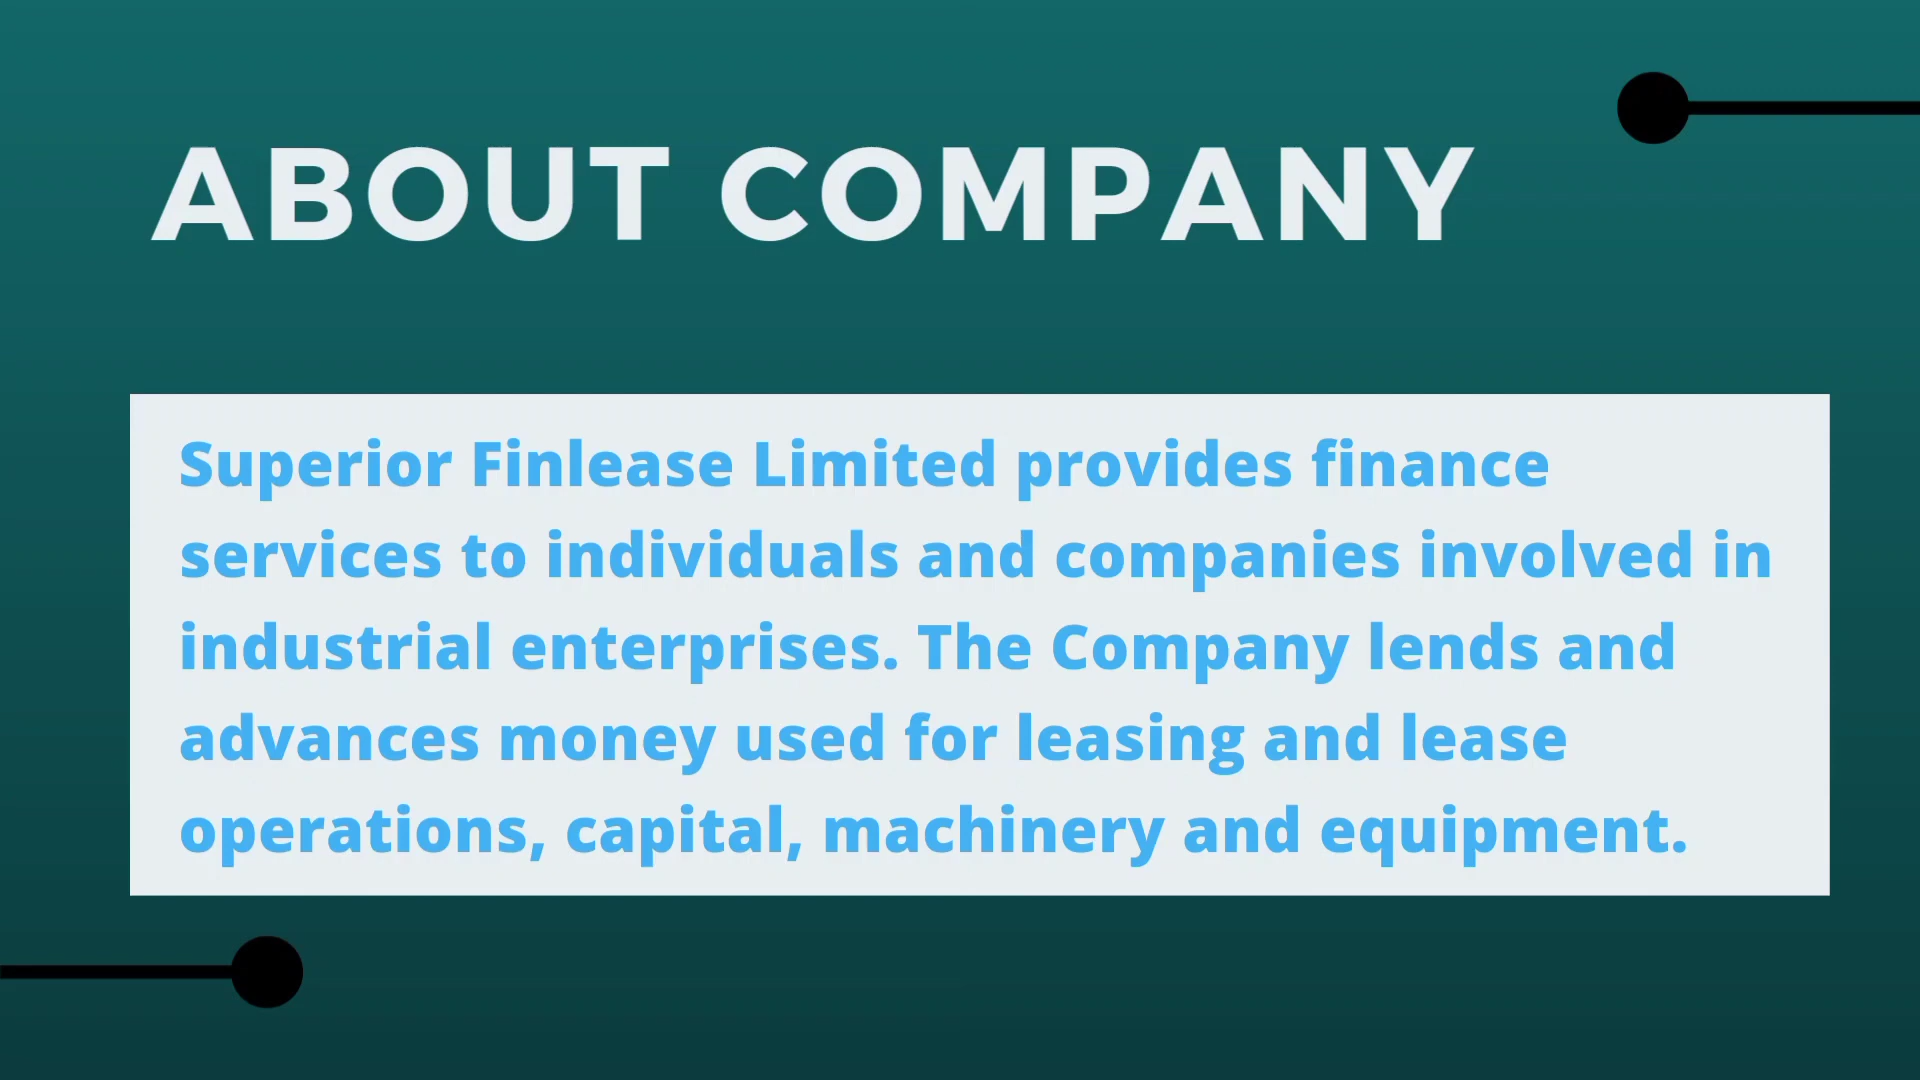 ABOUT COMPANY
Superior Finlease Limited provides finance
services to individuals and companies involved in
industrial enterprises. The Company lends and
advances money used for leasing and lease
operations, capital, machinery and equipment.